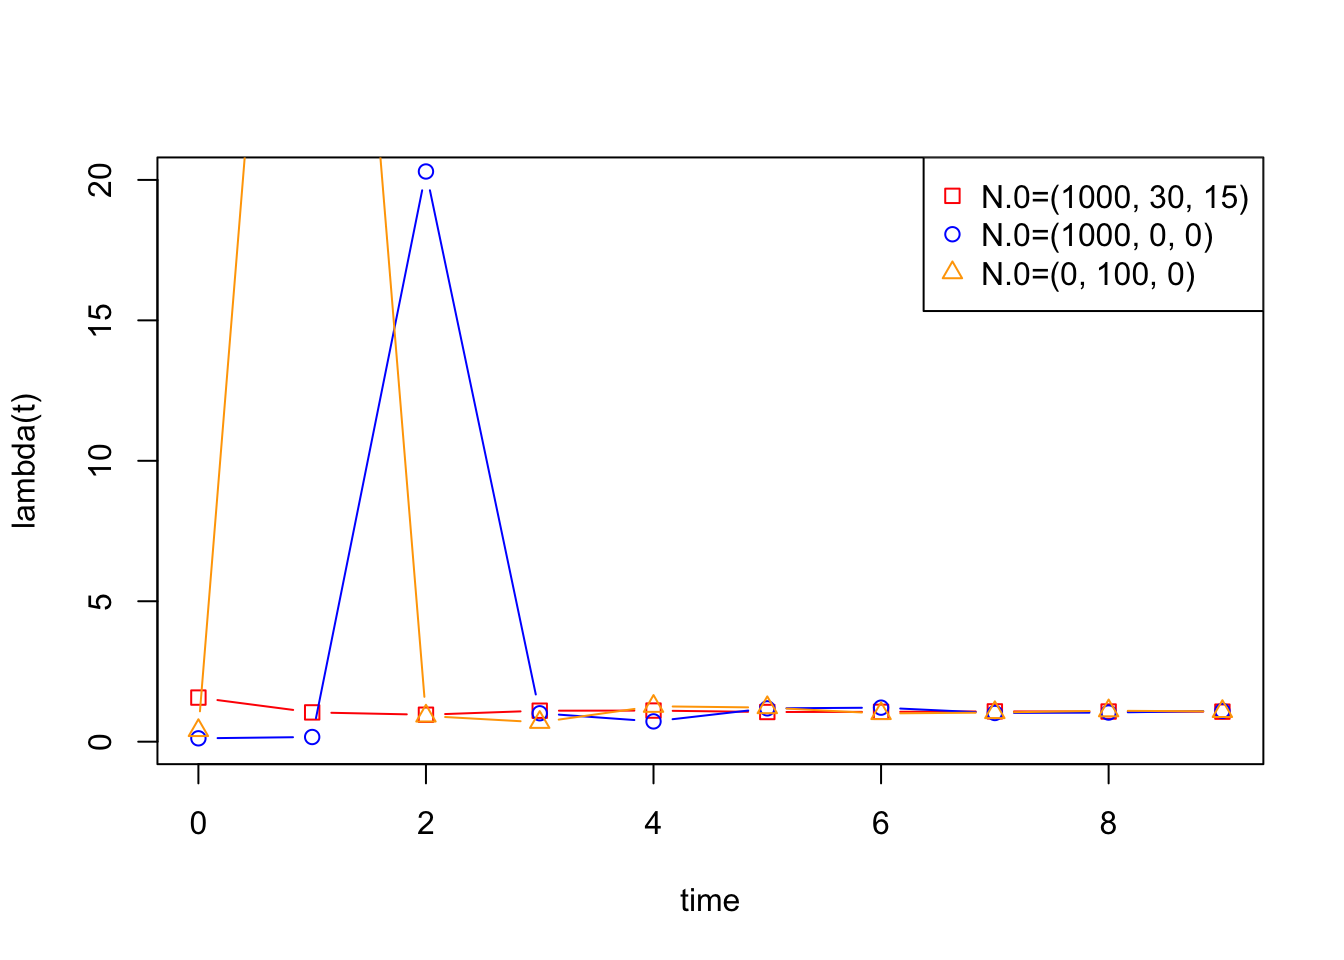 N.0=(1000, 30, 15)
N.0=(1000, 0, 0)
N.0=(0, 100, 0)
20
15
10
5
0
lambda(t)
0 2 4 6 8
time